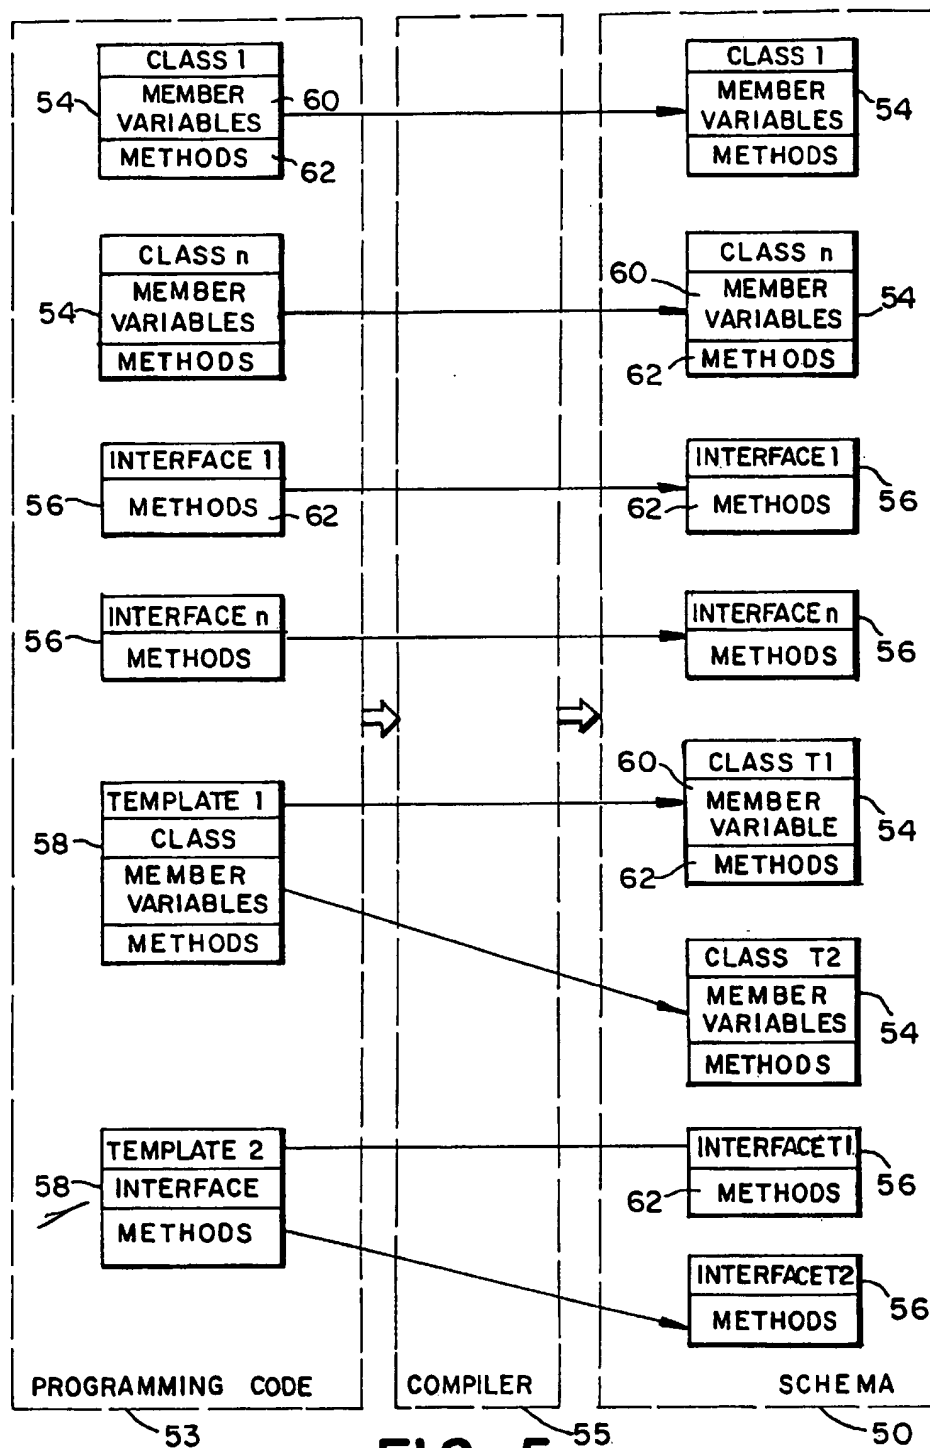 CLASS 1
MEMBER
VARIABLES
METHODS
54
60
62
CLASS 1
MEMBER
VARIABLES
METHODS
54
CLASS n
MEMBER
VARIABLES
METHODS
54
CLASS n
MEMBER
VARIABLES
METHODS
60
62
54
INTERFACE 1
METHODS
56
62
INTERFACE 1
METHODS
62
56
INTERFACE n
METHODS
56
INTERFACE n
METHODS
56
TEMPLATE 1
CLASS
MEMBER
VARIABLES
METHODS
58
CLASS T1
MEMBER
VARIABLE
METHODS
60
62
54
CLASS T2
MEMBER
VARIABLES
METHODS
54
TEMPLATE 2
INTERFACE
METHODS
58
INTERFACET1
METHODS
62
56
INTERFACET2
METHODS
56
PROGRAMMING CODE
COMPILER
SCHEMA
53
55
50